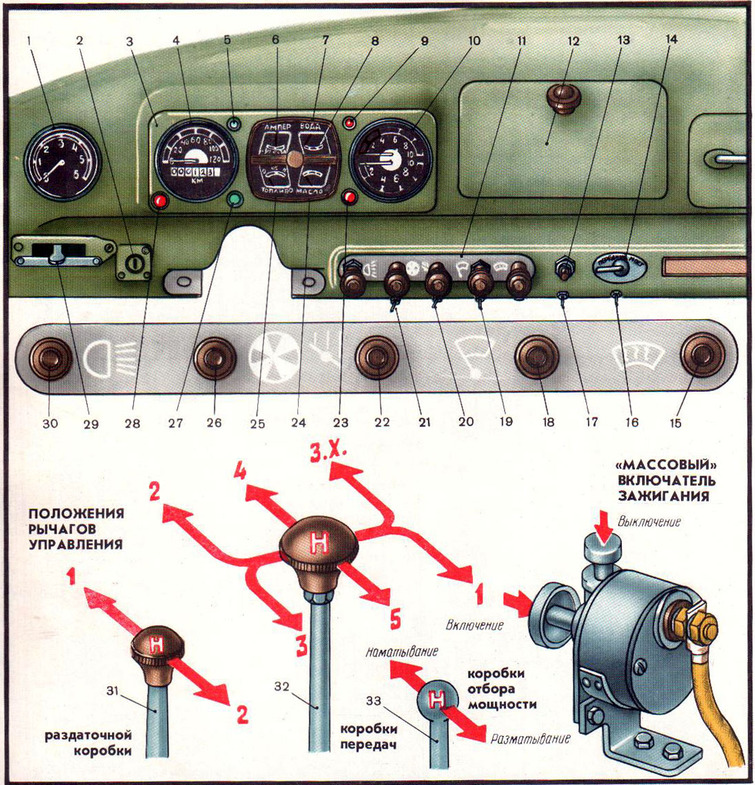 1 2 3 4 5 6 7 8 9 10 11 12 13 14
АМПЕР ВОДА
ТОПЛИВО МАСЛО
КМ
30 29 28 27 26 25 24 23 22 21 20 19 18 17 16 15
ПОЛОЖЕНИЯ
РЫЧАГОВ
УПРАВЛЕНИЯ
1
Н
2
31
раздаточной
коробки
2
4
З.Х.
Н
3
5
1
32
коробки
передач
Наматывание
Н
33
Разматывание
коробки
отбора
мощности
«МАССОВЫЙ»
ВКЛЮЧАТЕЛЬ
ЗАЖИГАНИЯ
Выключение
Включение